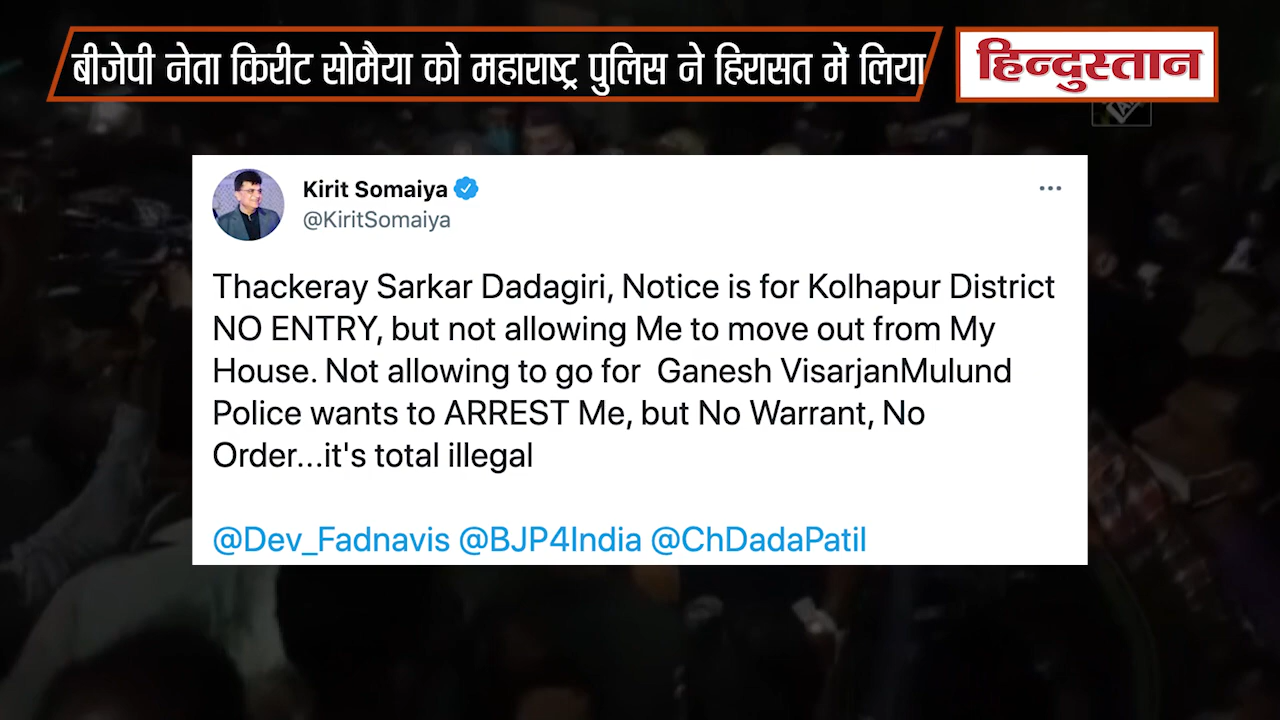 बीजेपी नेता किरीट सोमैया को महाराष्ट्र पुलिस ने हिरासत में लिया
हिन्दुस्तान
Kirit Somaiya
@KiritSomaiya
Thackeray Sarkar Dadagiri, Notice is for Kolhapur District
NO ENTRY, but not allowing Me to move out from My
House. Not allowing to go for  Ganesh VisarjanMulund
Police wants to ARREST Me, but No Warrant, No
Order...it's total illegal
@Dev_Fadnavis @BJP4India @ChDadaPatil